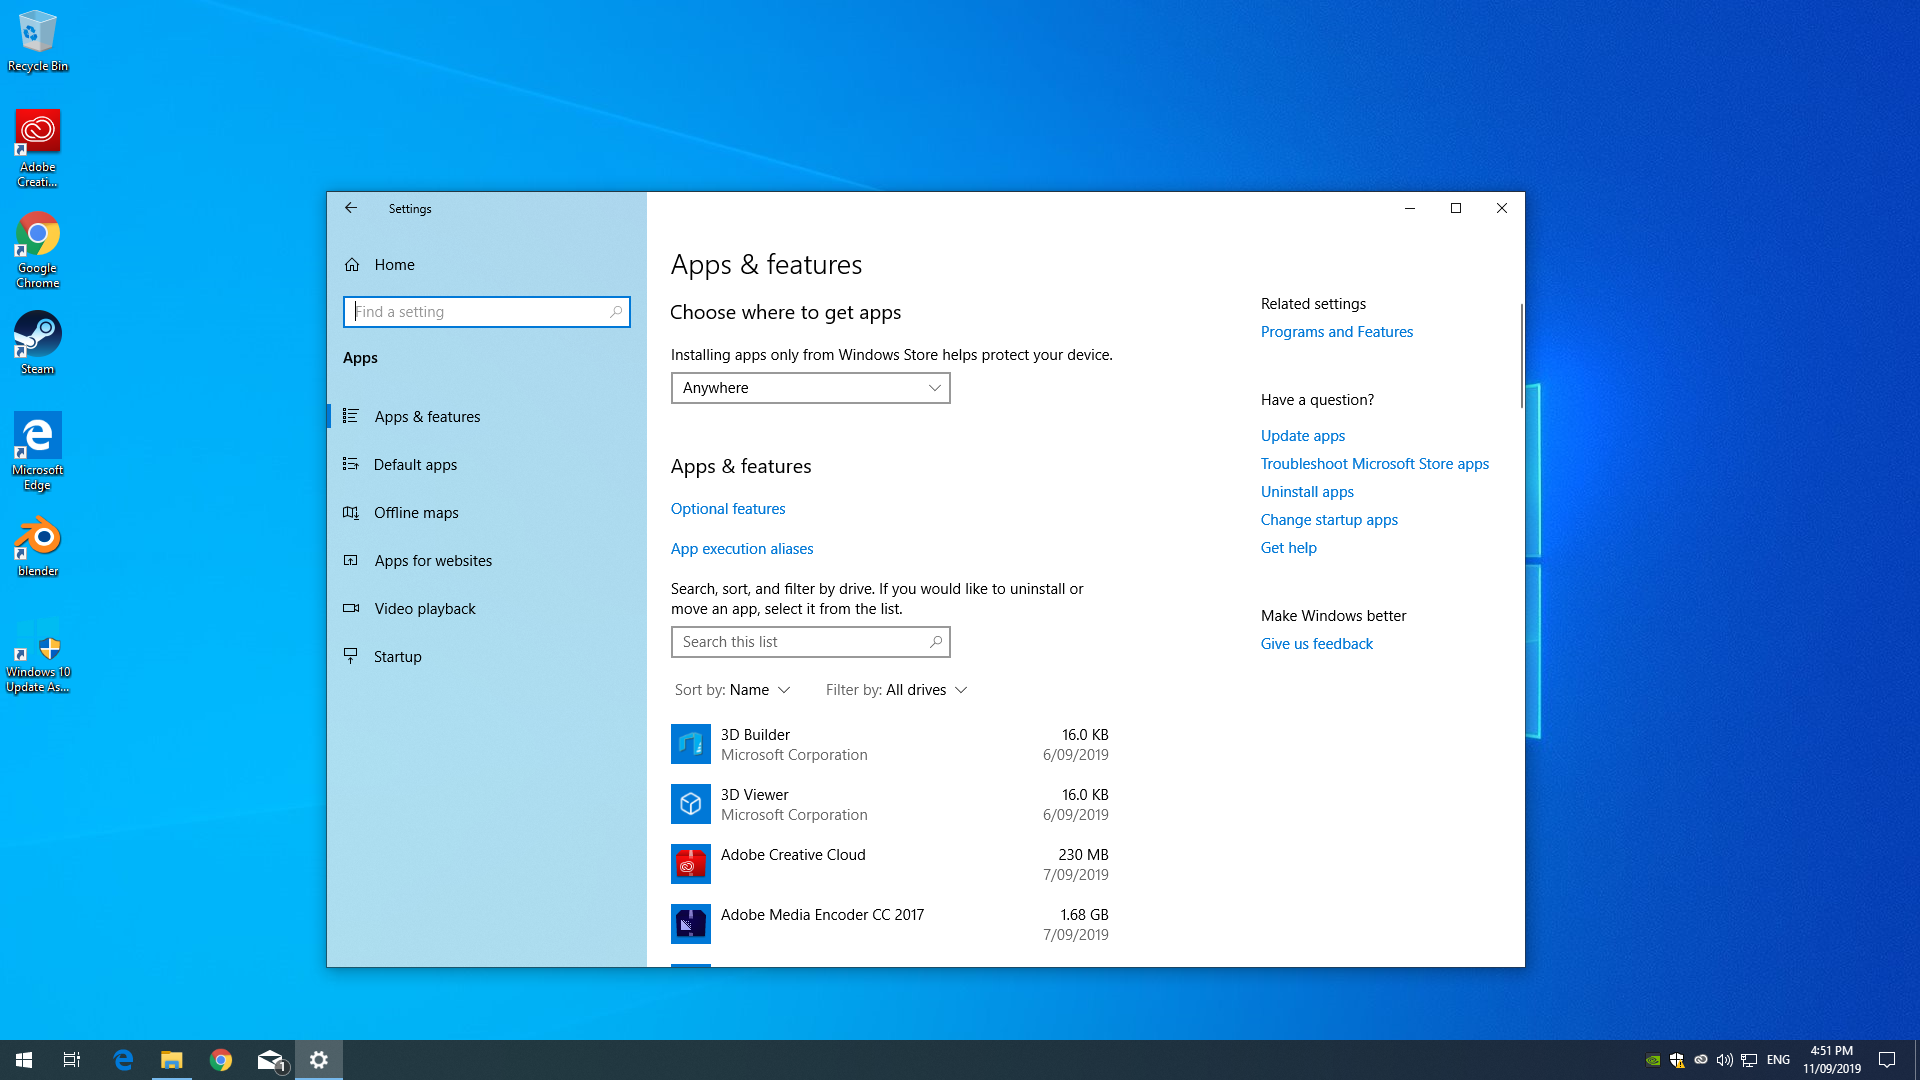 Recycle Bin
Adobe
Creati...
Google
Chrome
Steam
Microsoft
Edge
blender
Windows 10
Update As...
Settings
Home
Find a setting
Apps
Apps & features
Default apps
Offline maps
Apps for websites
Video playback
Startup
Apps & features
Choose where to get apps
Installing apps only from Windows Store helps protect your device.
Anywhere
Apps & features
Optional features
App execution aliases
Search, sort, and filter by drive. If you would like to uninstall or
move an app, select it from the list.
Search this list
Sort by: Name
Filter by: All drives
3D Builder
16.0 KB
Microsoft Corporation
6/09/2019
3D Viewer
16.0 KB
Microsoft Corporation
6/09/2019
Adobe Creative Cloud
230 MB
7/09/2019
Adobe Media Encoder CC 2017
1.68 GB
7/09/2019
Related settings
Programs and Features
Have a question?
Update apps
Troubleshoot Microsoft Store apps
Uninstall apps
Change startup apps
Get help
Make Windows better
Give us feedback
1
ENG
4:51 PM
11/09/2019